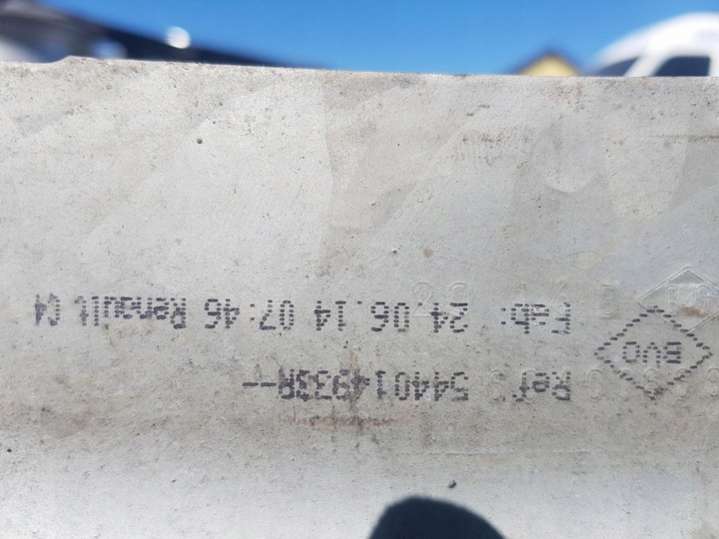 Ref: 544014933R--
BVO
Fab: 24.06.14 07:46 Renault C4